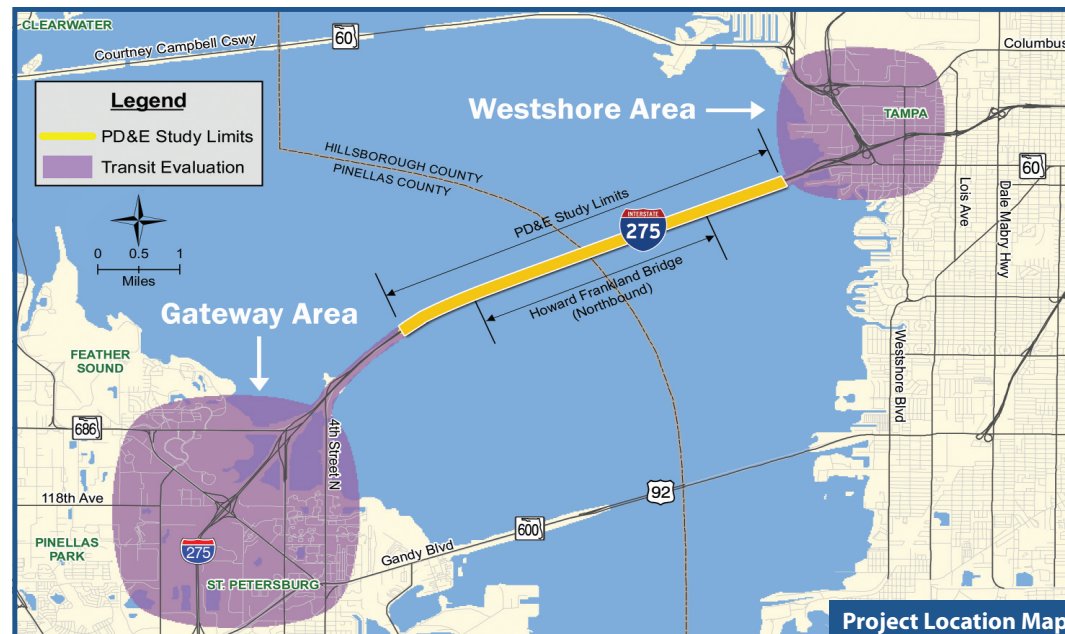 CLEARWATER
Courtney Campbell Cswy
60
Columbus
Legend
PD&E Study Limits
Transit Evaluation
Westshore Area
TAMPA
HILLSBOROUGH COUNTY
PINELLAS COUNTY
60
Lois Ave
Dale Mabry Hwy
PD&E Study Limits
INTERSTATE
275
0 0.5 1
Miles
Howard Frankland Bridge
(Northbound)
Gateway Area
FEATHER
SOUND
Westshore Blvd
686
4th Street N
118th Ave
92
600
Gandy Blvd
PINELLAS
PARK
275
ST. PETERSBURG
Project Location Map